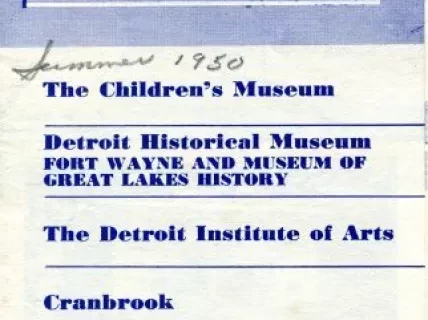 Summer 1950
The Children's Museum
Detroit Historical Museum
FORT WAYNE AND MUSEUM OF
GREAT LAKES HISTORY
The Detroit Institute of Arts
Cranbrook